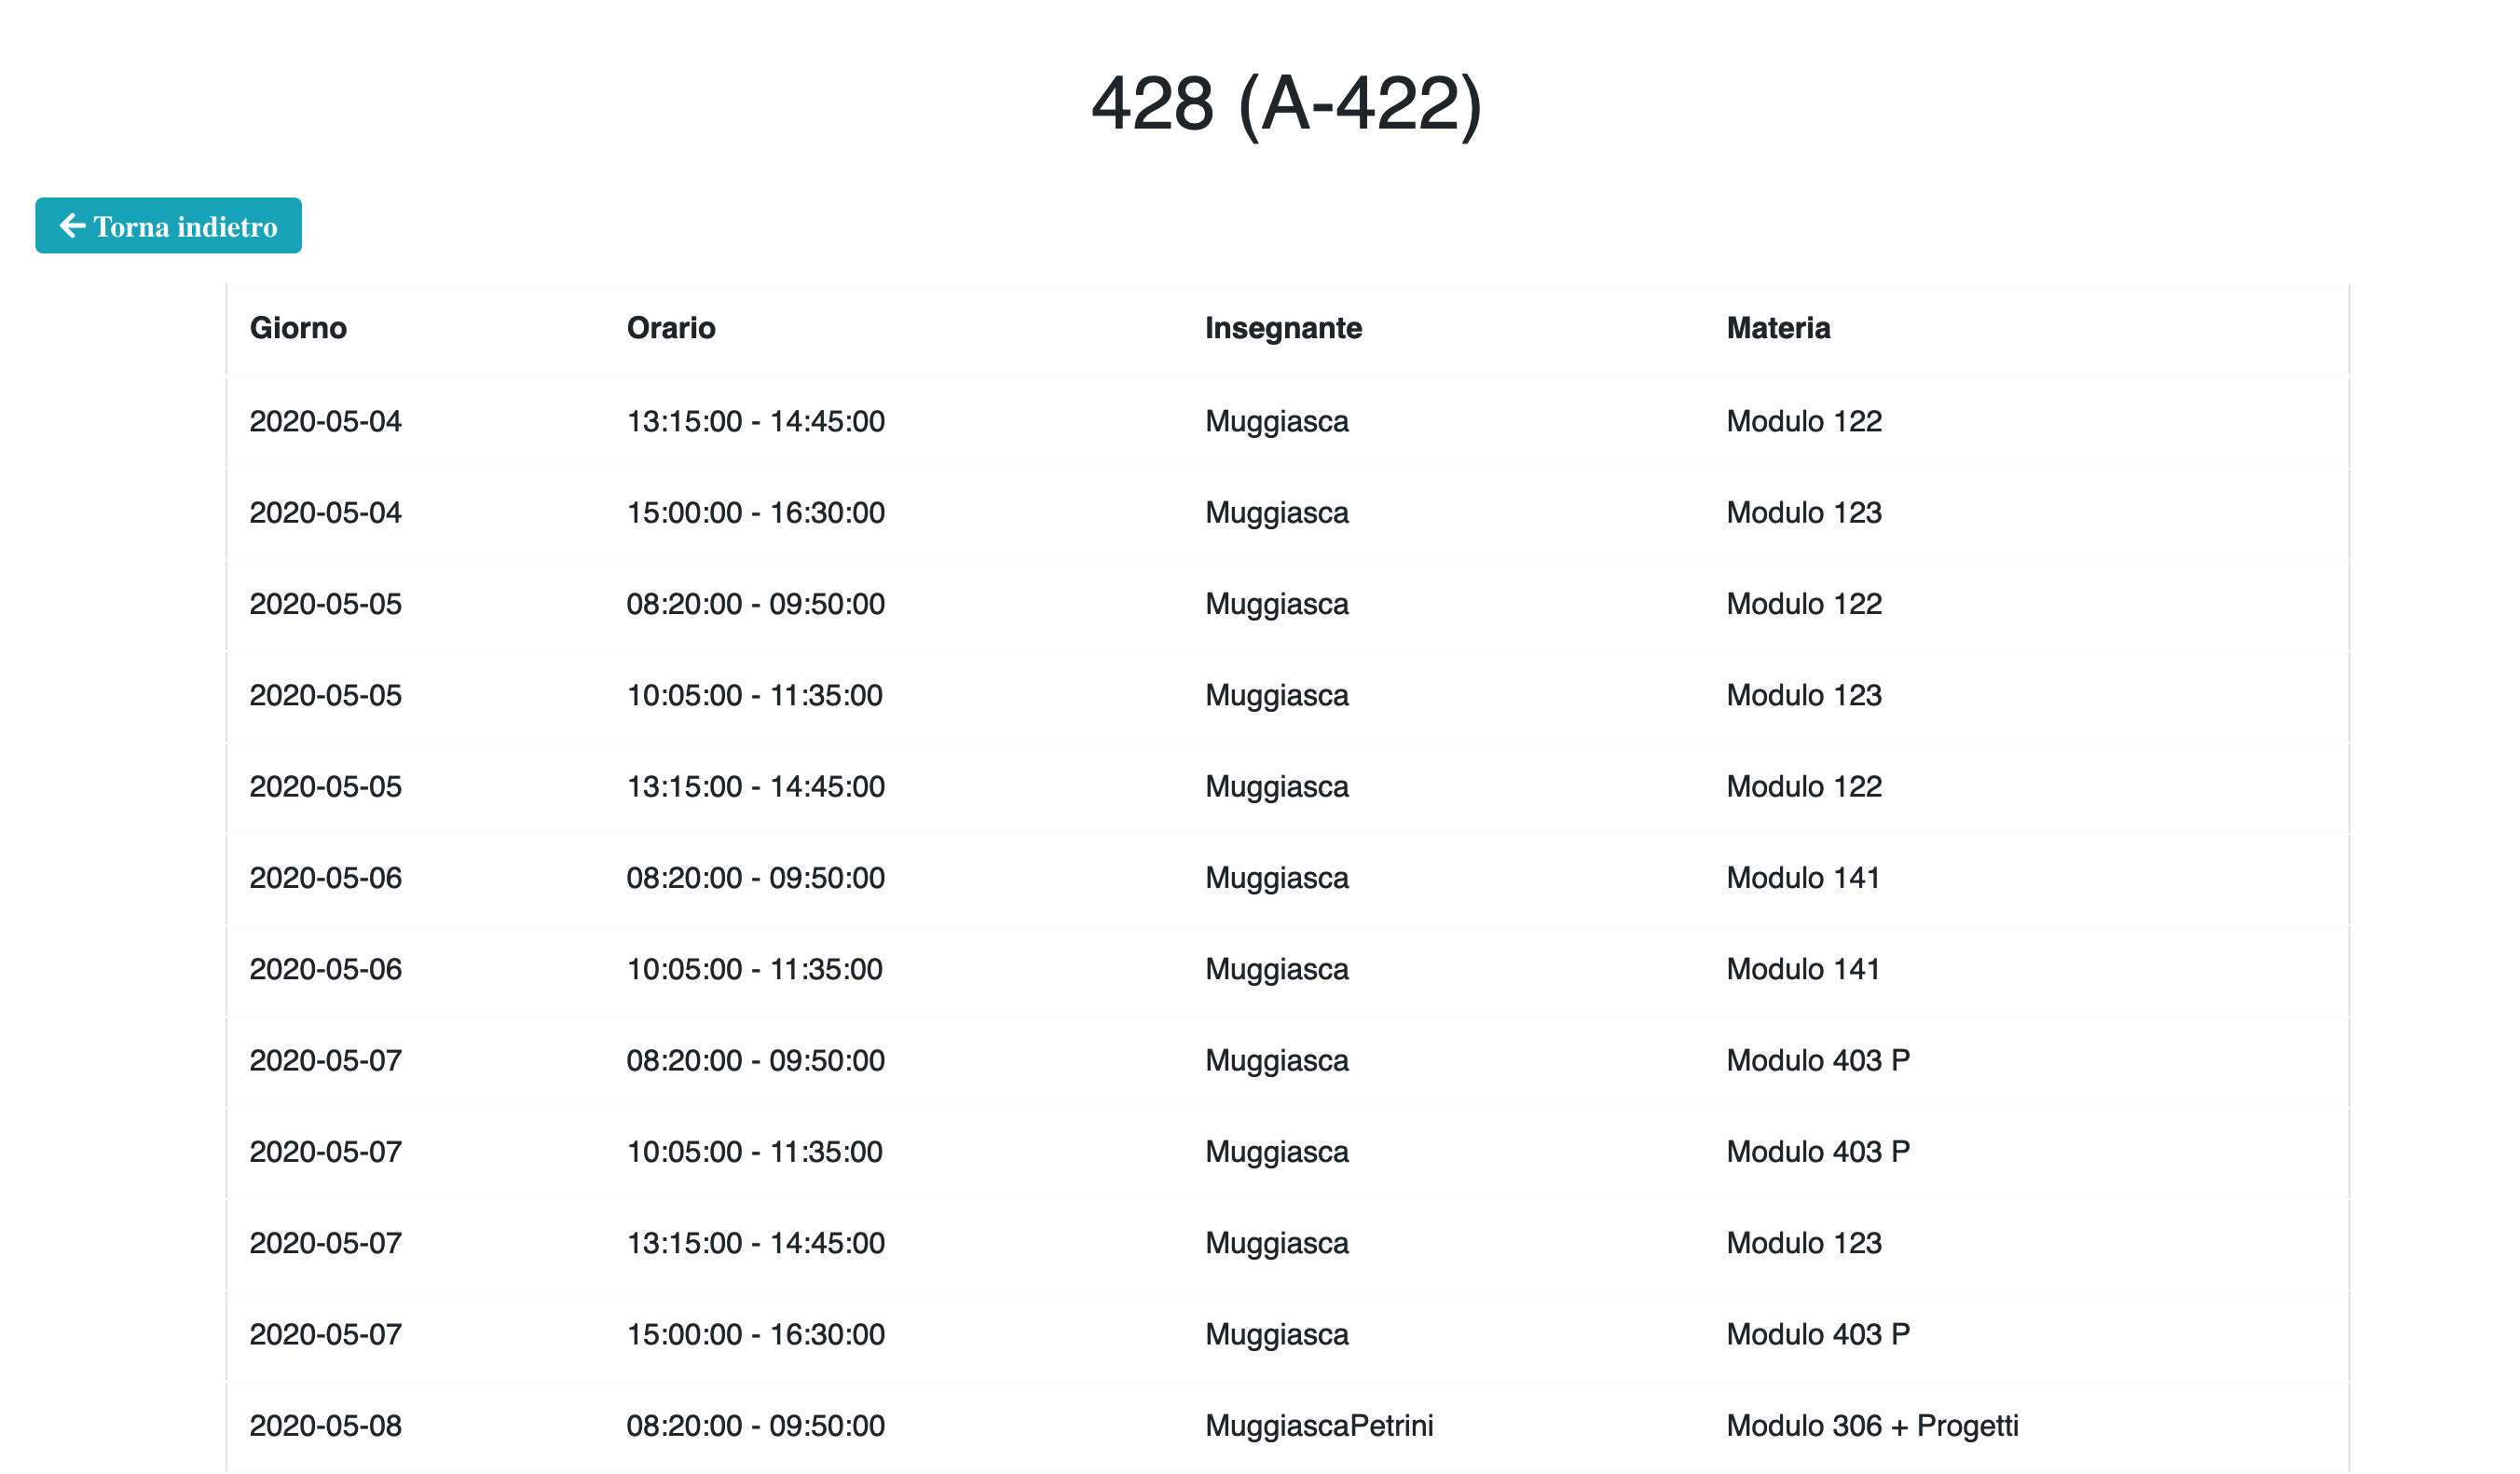 428 (A-422)
Torna indietro
Giorno Orario Insegnante Materia
2020-05-04 13:15:00 - 14:45:00 Muggiasca Modulo 122
2020-05-04 15:00:00 - 16:30:00 Muggiasca Modulo 123
2020-05-05 08:20:00 - 09:50:00 Muggiasca Modulo 122
2020-05-05 10:05:00 - 11:35:00 Muggiasca Modulo 123
2020-05-05 13:15:00 - 14:45:00 Muggiasca Modulo 122
2020-05-06 08:20:00 - 09:50:00 Muggiasca Modulo 141
2020-05-06 10:05:00 - 11:35:00 Muggiasca Modulo 141
2020-05-07 08:20:00 - 09:50:00 Muggiasca Modulo 403 P
2020-05-07 10:05:00 - 11:35:00 Muggiasca Modulo 403 P
2020-05-07 13:15:00 - 14:45:00 Muggiasca Modulo 123
2020-05-07 15:00:00 - 16:30:00 Muggiasca Modulo 403 P
2020-05-08 08:20:00 - 09:50:00 MuggiascaPetrini Modulo 306 + Progetti